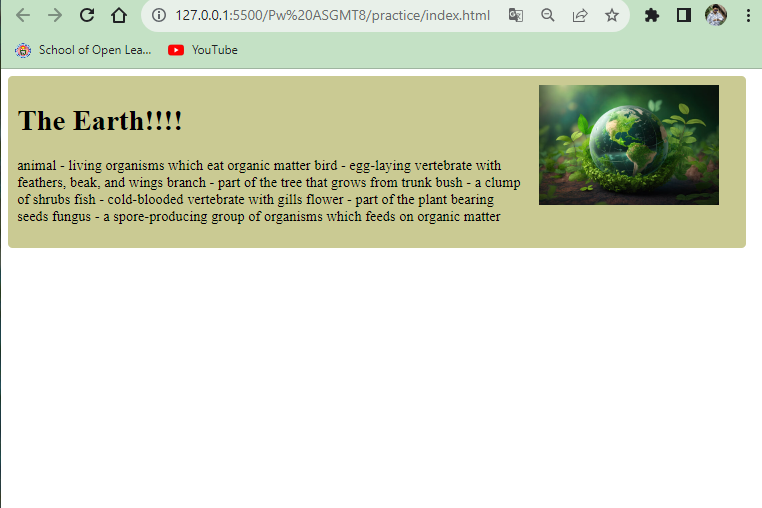 127.0.0.1:5500/Pw%20ASGMT8/practice/index.html
School of Open Lea... YouTube
The Earth!!!!
animal - living organisms which eat organic matter bird - egg-laying vertebrate with
feathers, beak, and wings branch - part of the tree that grows from trunk bush - a clump
of shrubs fish - cold-blooded vertebrate with gills flower - part of the plant bearing
seeds fungus - a spore-producing group of organisms which feeds on organic matter